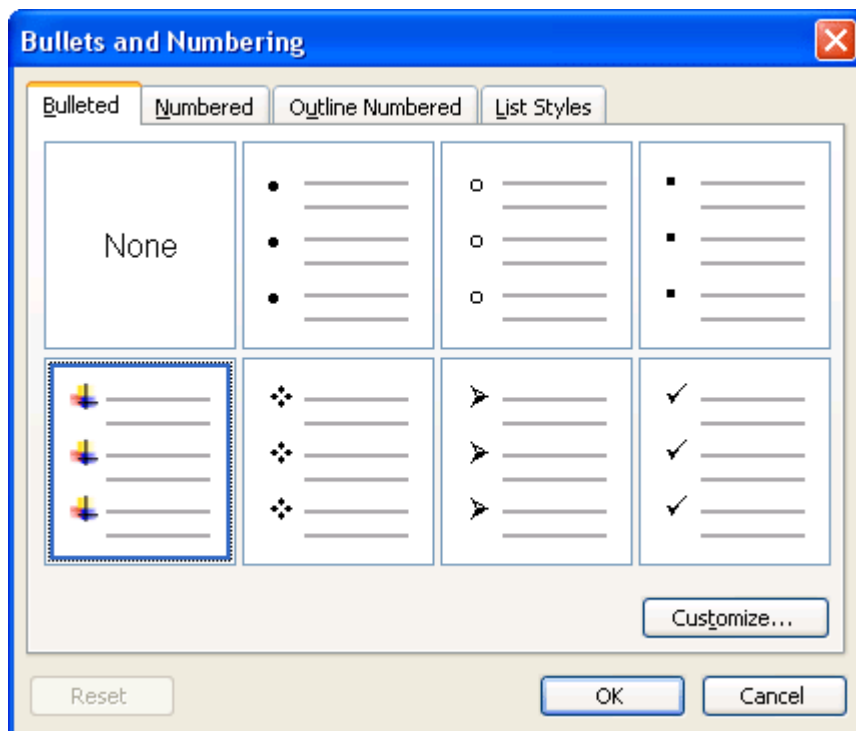 Bullets and Numbering
Bulleted Numbered Outline Numbered List Styles
None
Customize...
Reset OK Cancel